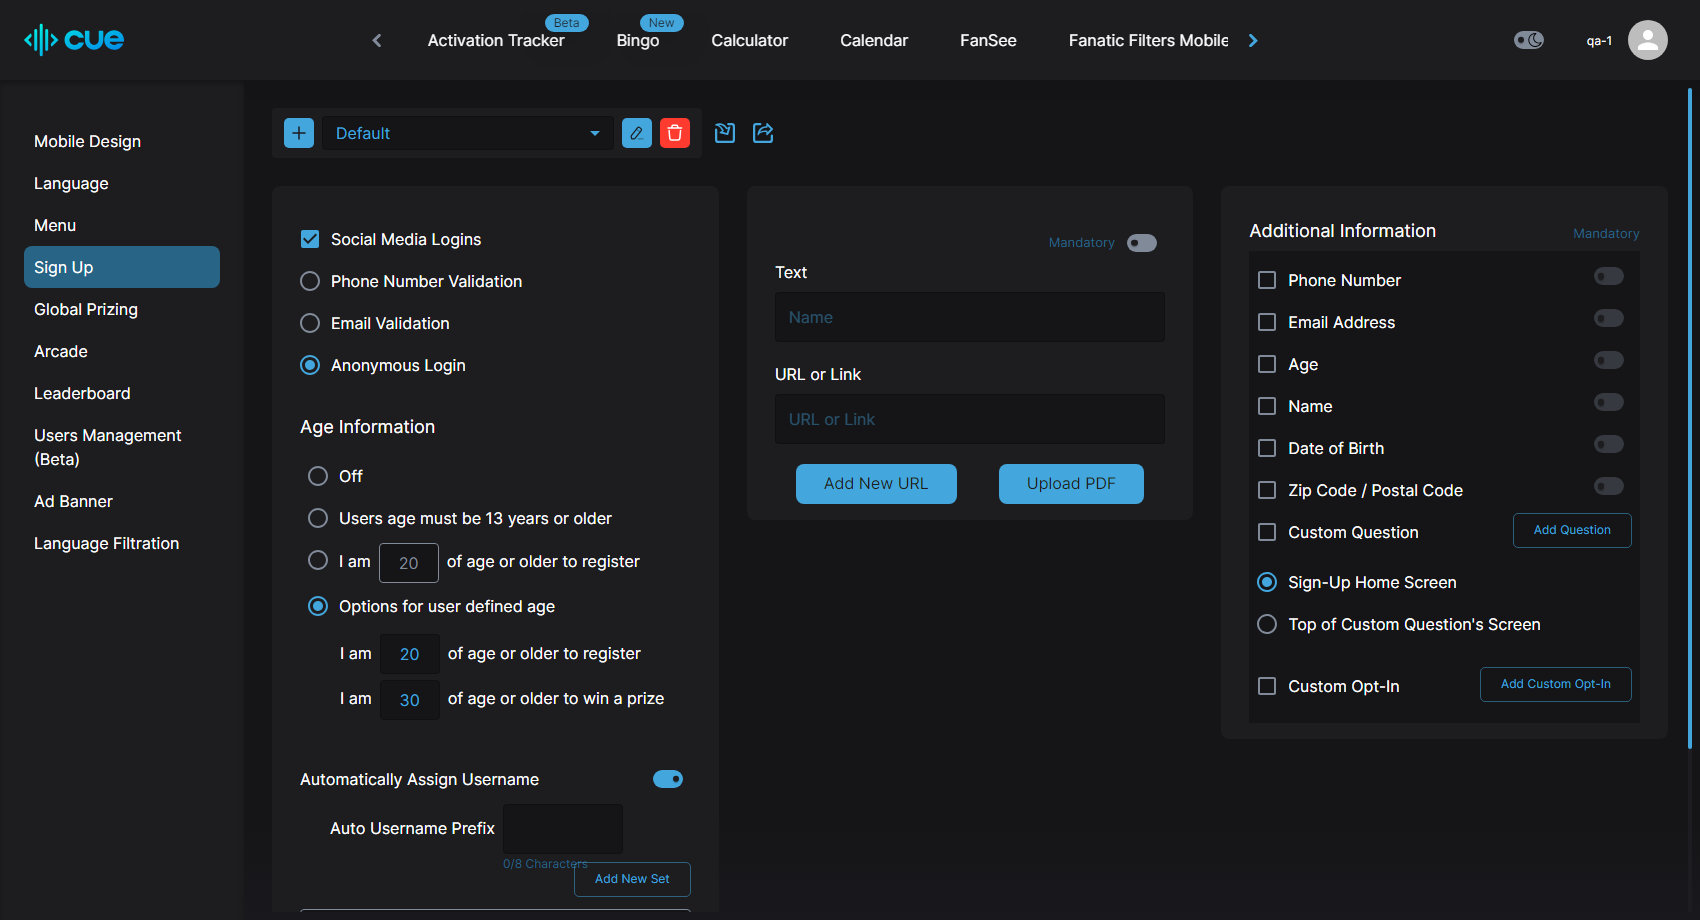 cue
Activation Tracker
Beta
Bingo
New
Calculator
Calendar
FanSee
Fanatic Filters Mobile
qa-1
Mobile Design
Language
Menu
Sign Up
Global Prizing
Arcade
Leaderboard
Users Management
(Beta)
Ad Banner
Language Filtration
Default
Social Media Logins
Phone Number Validation
Email Validation
Anonymous Login
Age Information
Off
Users age must be 13 years or older
I am 20 of age or older to register
Options for user defined age
I am 20 of age or older to register
I am 30 of age or older to win a prize
Automatically Assign Username
Auto Username Prefix
0/8 Characters
Add New Set
Mandatory
Text
Name
URL or Link
URL or Link
Add New URL
Upload PDF
Additional Information
Mandatory
Phone Number
Email Address
Age
Name
Date of Birth
Zip Code / Postal Code
Custom Question
Add Question
Sign-Up Home Screen
Top of Custom Question's Screen
Custom Opt-In
Add Custom Opt-In